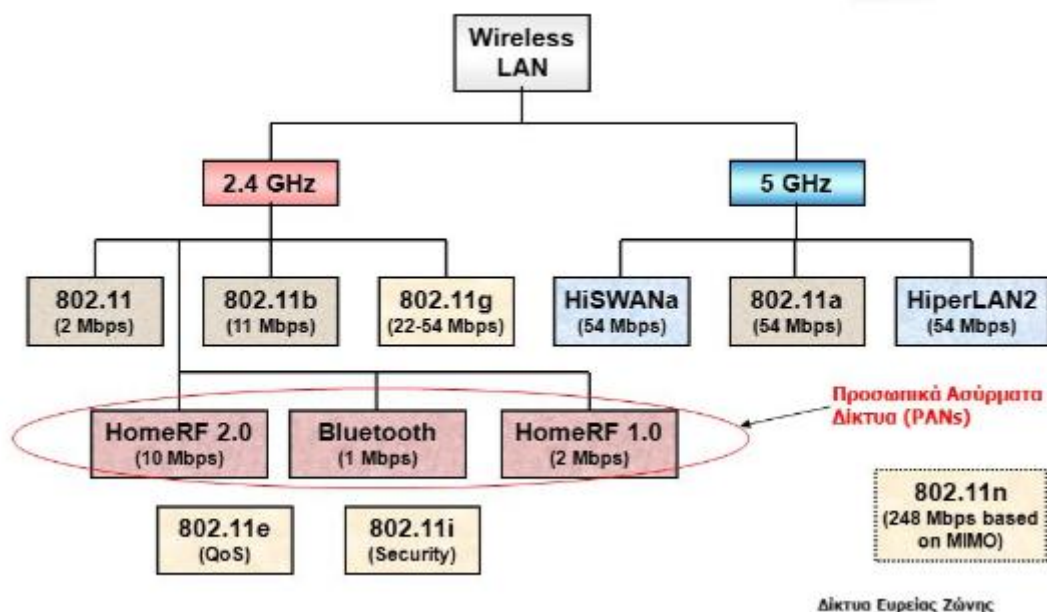 Wireless
LAN
2.4 GHz
5 GHz
802.11
(2 Mbps)
802.11b
(11 Mbps)
802.11g
(22-54 Mbps)
HiSWANa
(54 Mbps)
802.11a
(54 Mbps)
HiperLAN2
(54 Mbps)
Προσωπικά Ασύρματα
Δίκτυα (PANs)
HomeRF 2.0
(10 Mbps)
Bluetooth
(1 Mbps)
HomeRF 1.0
(2 Mbps)
802.11n
(248 Mbps based
on MIMO)
802.11e
(QoS)
802.11i
(Security)
Δίκτυα Ευρείας Ζώνης